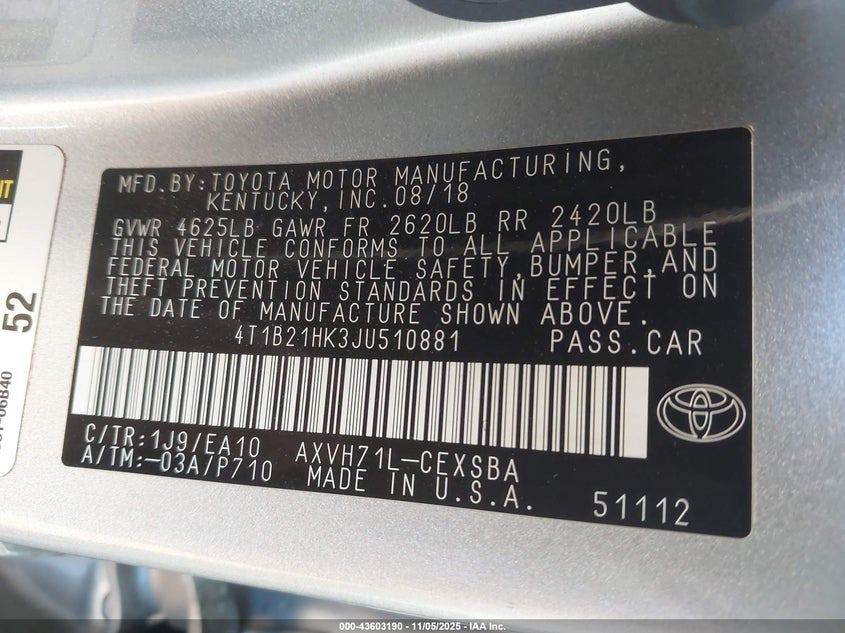 MFD.BY:TOYOTA MOTOR MANUFACTURING,
KENTUCKY,INC.08/18
GVWR 4625LB GAWR FR 2620LB RR 2420LB
THIS VEHICLE CONFORMS TO ALL APPLICABLE
FEDERAL MOTOR VEHICLE SAFETY,BUMPER,AND
THEFT PREVENTION STANDARDS IN EFFECT ON
THE DATE OF MANUFACTURE SHOWN ABOVE.
4T1B21HK3JU510881 PASS.CAR
C/TR:1J9/EA10 AXVH71L-CEXSBA
A/TM:-03A/P710 MADE IN U.S.A.
51112
52
-06B40
000-43603190 - 11/05/2025 - IAA Inc.